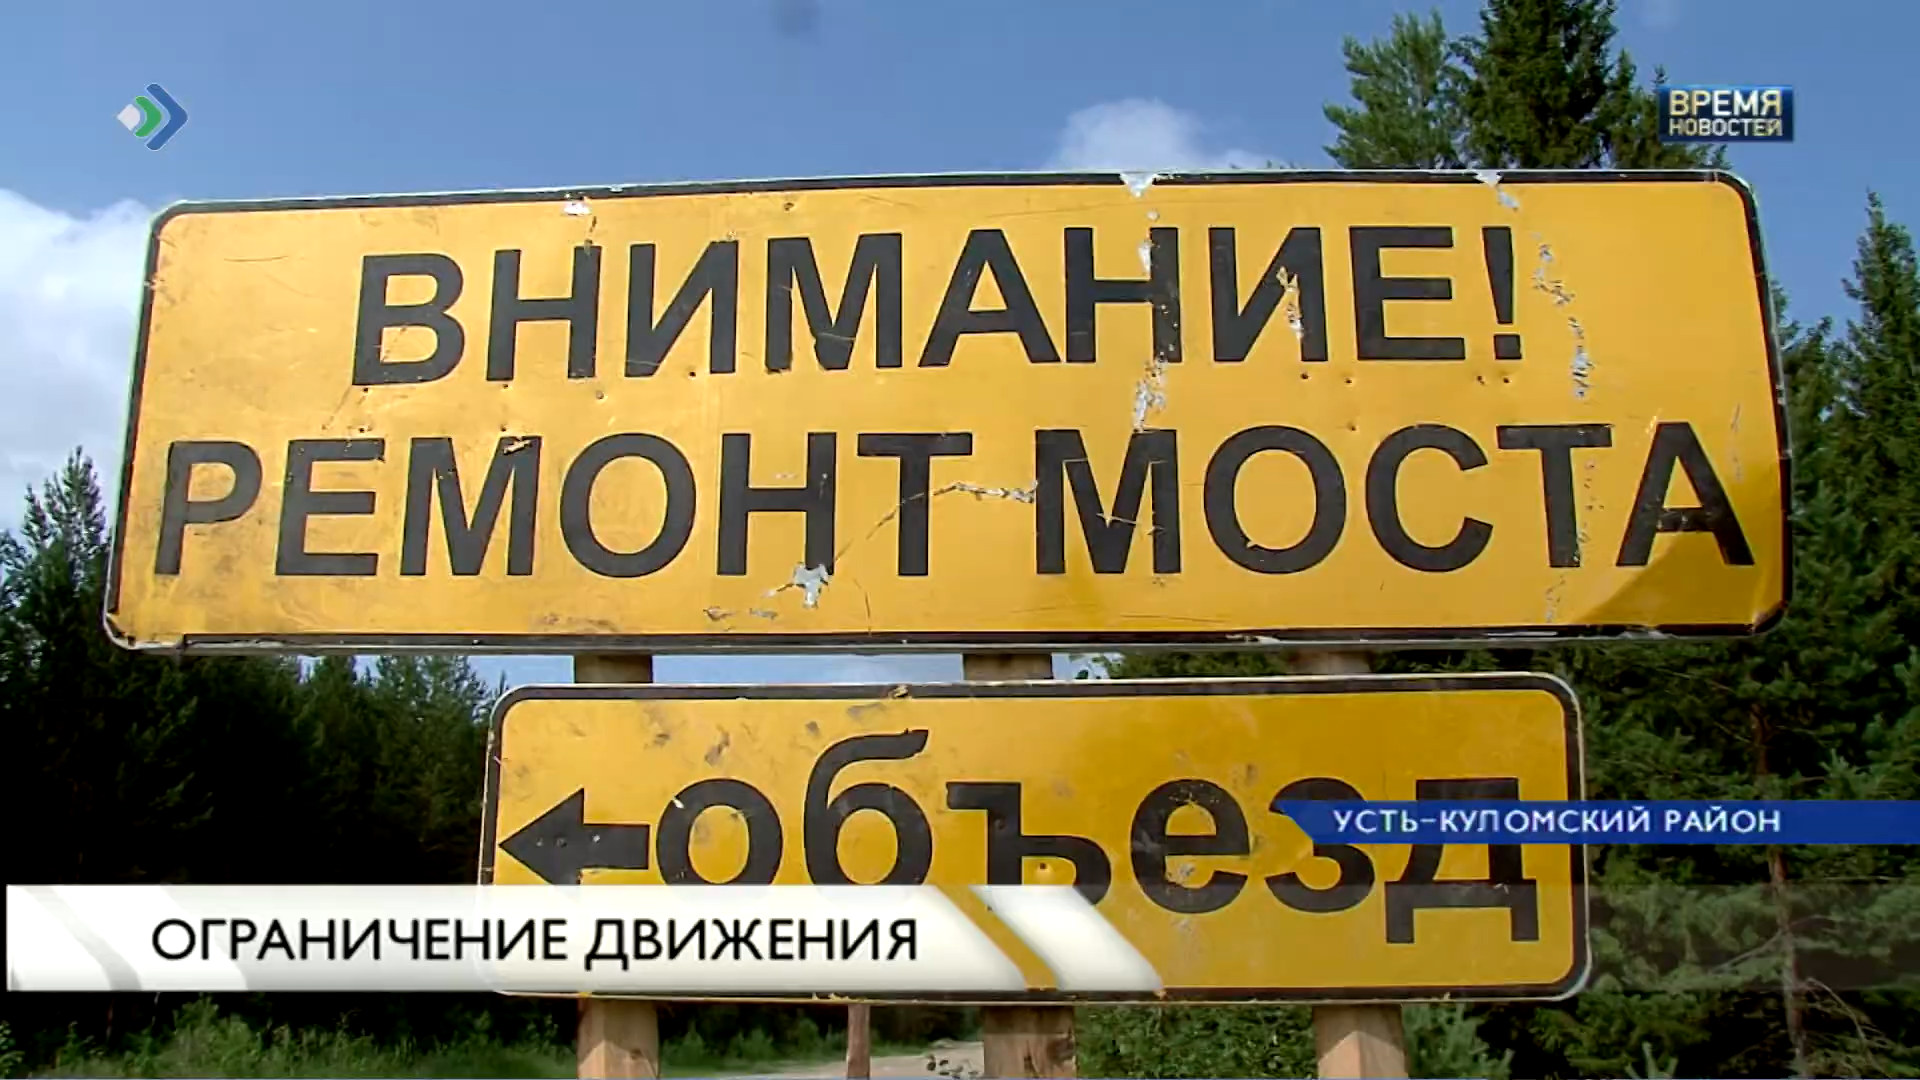 ВРЕМЯ
НОВОСТЕЙ
ВНИМАНИЕ!
РЕМОНТ МОСТА
объезд
УСТЬ-КУЛОМСКИЙ РАЙОН
ОГРАНИЧЕНИЕ ДВИЖЕНИЯ